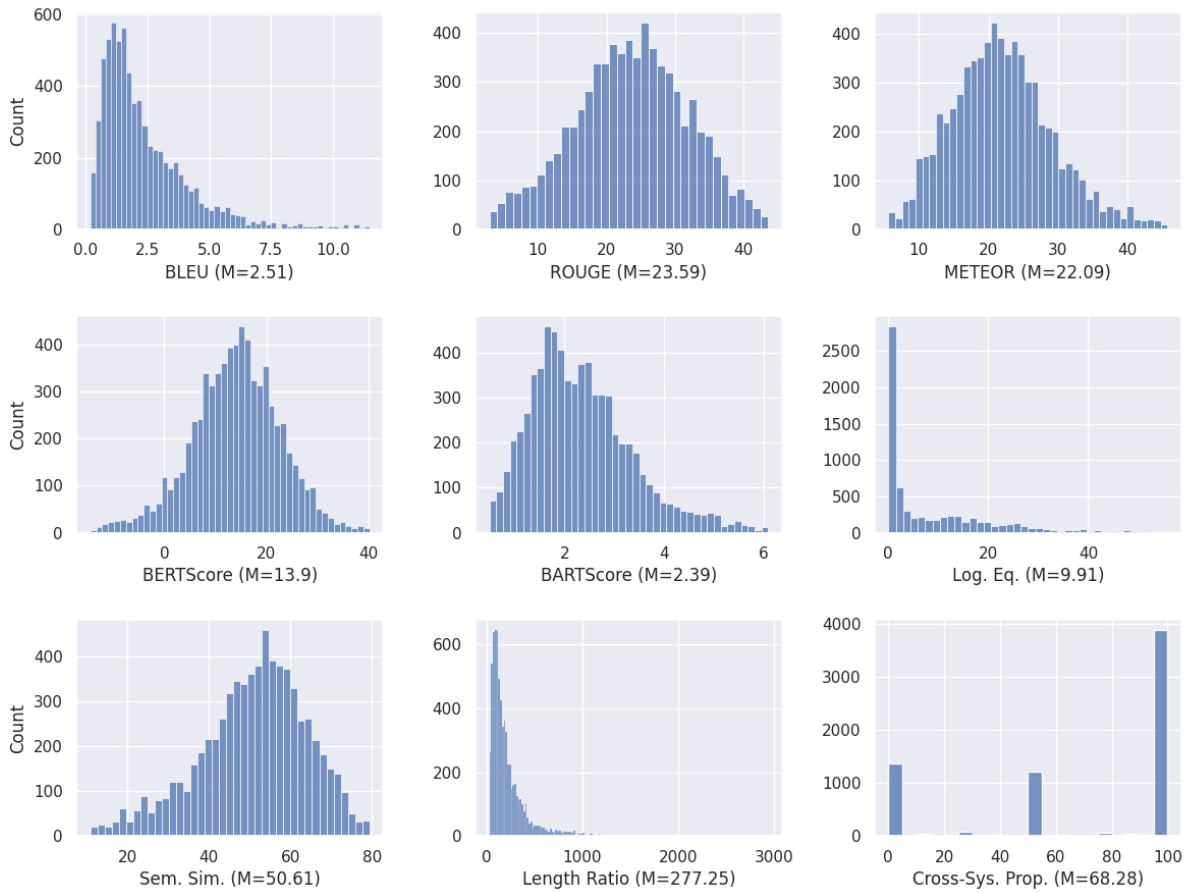 600
400
200
0
Count
0.0 2.5 5.0 7.5 10.0
BLEU (M=2.51)
400
300
200
100
0
10 20 30 40
ROUGE (M=23.59)
400
300
200
100
0
10 20 30 40
METEOR (M=22.09)
400
300
200
100
0
Count
0 20 40
BERTScore (M=13.9)
400
300
200
100
0
2 4 6
BARTScore (M=2.39)
2500
2000
1500
1000
500
0
0 20 40
Log. Eq. (M=9.91)
400
300
200
100
0
Count
20 40 60 80
Sem. Sim. (M=50.61)
600
400
200
0
0 1000 2000 3000
Length Ratio (M=277.25)
4000
3000
2000
1000
0
0 20 40 60 80 100
Cross-Sys. Prop. (M=68.28)